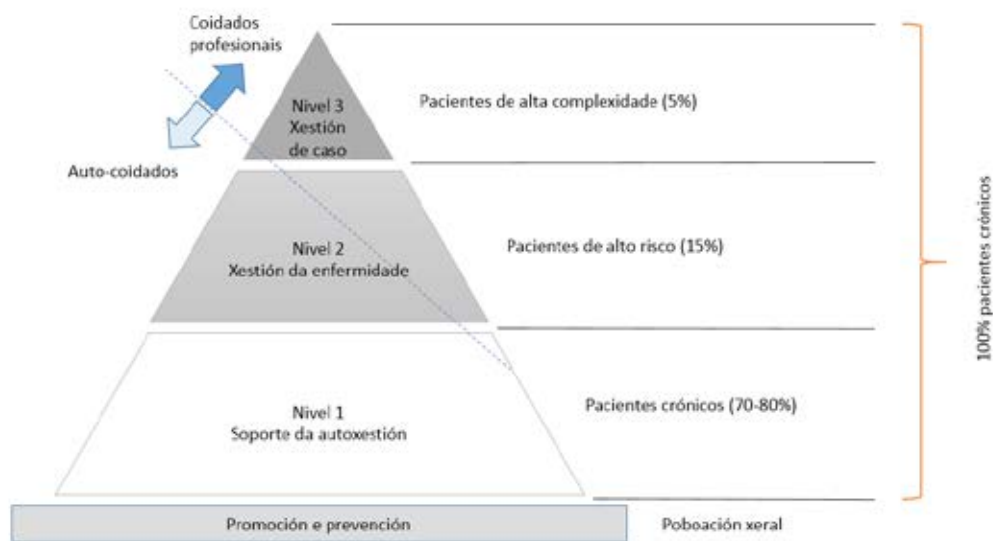 Coidados
profesionais
Auto-coidados
Nivel 3
Xestión
de caso
Pacientes de alta complexidade (5%)
Nivel 2
Xestión da enfermidade
Pacientes de alto risco (15%)
Nivel 1
Soporte da autoxestión
Pacientes crónicos (70-80%)
100% pacientes crónicos
Promoción e prevención
Poboación xeral